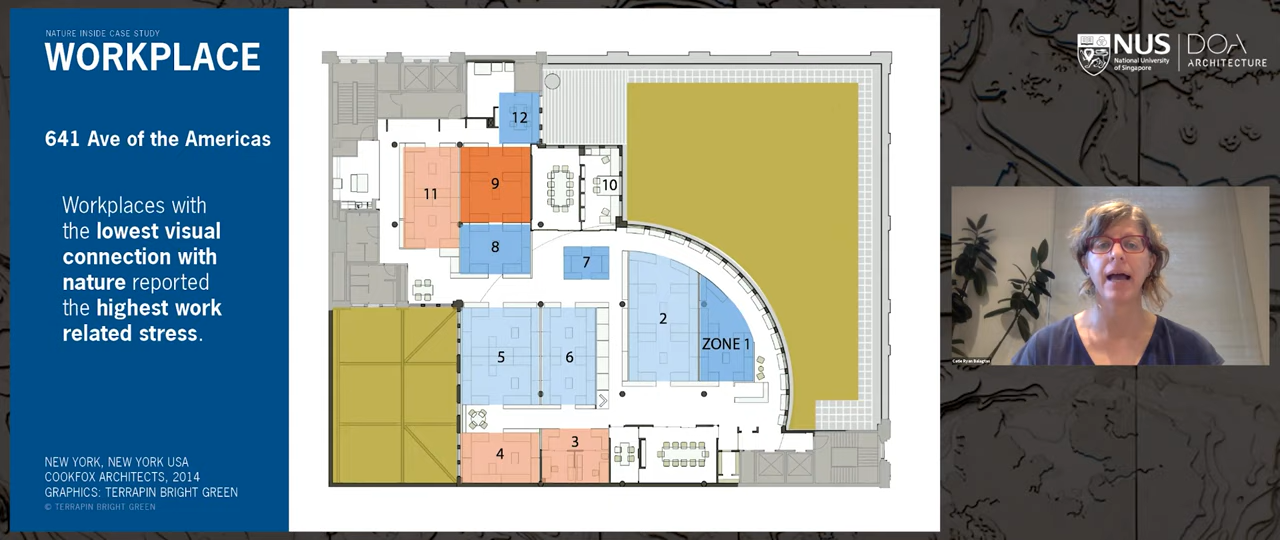 NATURE INSIDE CASE STUDY
WORKPLACE
641 Ave of the Americas
Workplaces with
the lowest visual
connection with
nature reported
the highest work
related stress.
NEW YORK, NEW YORK USA
COOKFOX ARCHITECTS, 2014
GRAPHICS: TERRAPIN BRIGHT GREEN
© TERRAPIN BRIGHT GREEN
12
11
9
10
8
7
2
ZONE 1
5
6
4
3
NUS
National University
of Singapore
DOA
ARCHITECTURE
Catie Ryan Balagtas